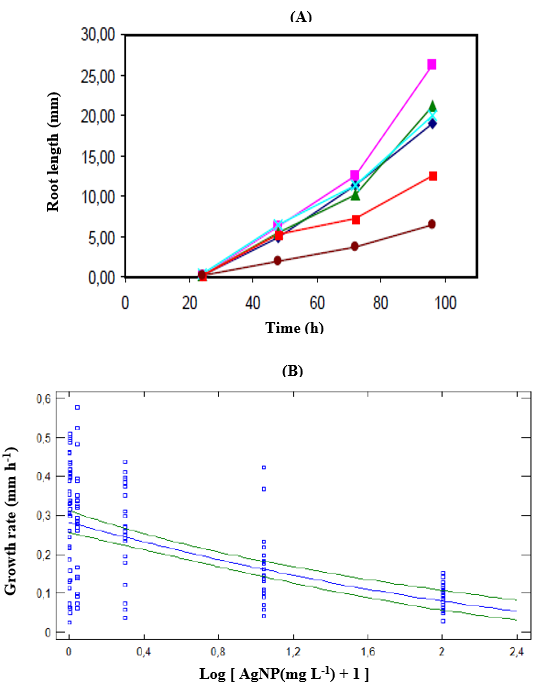 (A)
30,00
25,00
20,00
15,00
10,00
5,00
0,00
Root length (mm)
0 20 40 60 80 100
Time (h)
(B)
0,6
0,5
0,4
0,3
0,2
0,1
0
Growth rate (mm h-1)
0 0,4 0,8 1,2 1,6 2 2,4
Log [ AgNP(mg L-1) + 1 ]